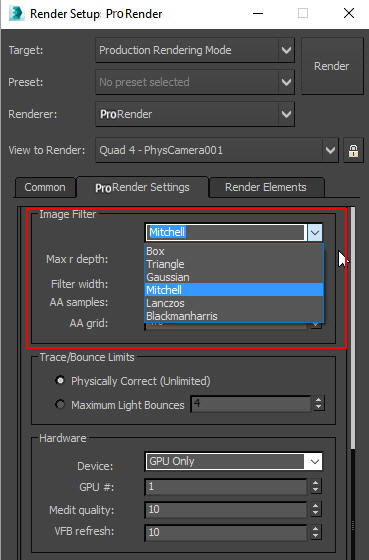 Render Setup: ProRender
Target: Production Rendering Mode
Render
Preset: No preset selected
Renderer: ProRender
View to Render: Quad 4 - PhysCamera001
Common ProRender Settings Render Elements
Image Filter
Mitchell
Box
Max r depth: Triangle
Gaussian
Filter width: Mitchell
AA samples: Lanczos
AA grid: Blackmanharris
Trace/Bounce Limits
Physically Correct (Unlimited)
Maximum Light Bounces 4
Hardware
Device: GPU Only
GPU #: 1
Medit quality: 10
VFB refresh: 10